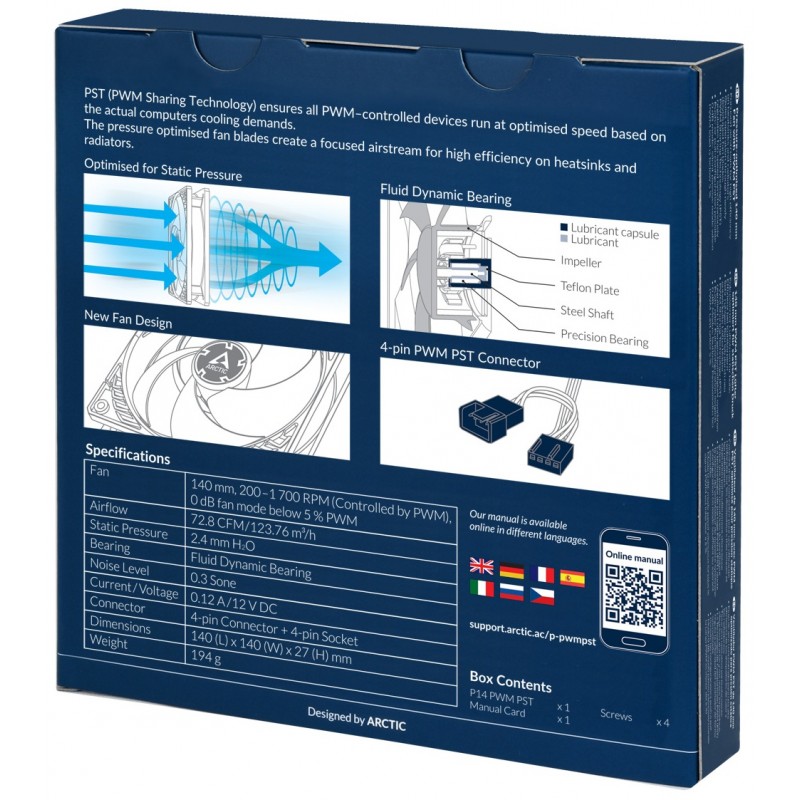 PST (PWM Sharing Technology) ensures all PWM–controlled devices run at optimised speed based on
the actual computers cooling demands.
The pressure optimised fan blades create a focused airstream for high efficiency on heatsinks and
radiators.
Optimised for Static Pressure
Fluid Dynamic Bearing
Lubricant capsule
Lubricant
Impeller
Teflon Plate
Steel Shaft
Precision Bearing
New Fan Design
ARCTIC
4-pin PWM PST Connector
Specifications
Fan 140 mm, 200–1 700 RPM (Controlled by PWM),
0 dB fan mode below 5 % PWM
Airflow 72.8 CFM/123.76 m³/h
Static Pressure 2.4 mm H₂O
Bearing Fluid Dynamic Bearing
Noise Level 0.3 Sone
Current/Voltage 0.12 A/12 V DC
Connector 4-pin Connector + 4-pin Socket
Dimensions 140 (L) x 140 (W) x 27 (H) mm
Weight 194 g
Our manual is available
online in different languages.
Online manual
support.arctic.ac/p-pwmpst
Box Contents
P14 PWM PST x 1
Manual Card x 1
Screws x 4
Designed by ARCTIC